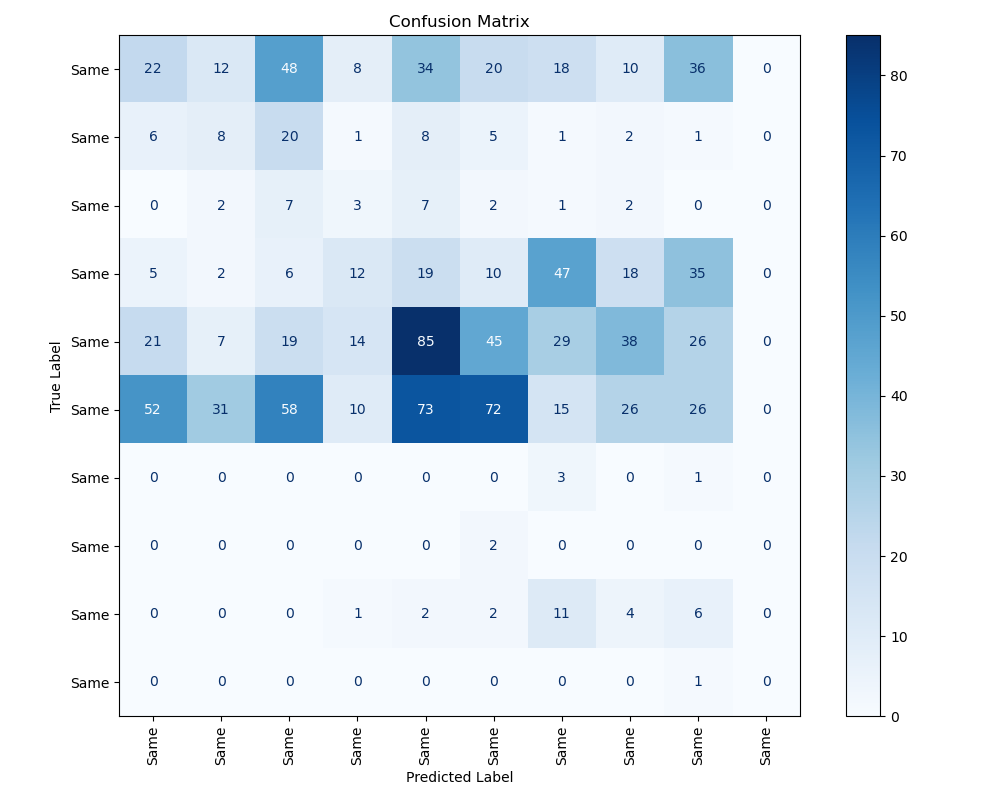 Confusion Matrix
Same 22 12 48 8 34 20 18 10 36 0
Same 6 8 20 1 8 5 1 2 1 0
Same 0 2 7 3 7 2 1 2 0 0
Same 5 2 6 12 19 10 47 18 35 0
Same 21 7 19 14 85 45 29 38 26 0
Same 52 31 58 10 73 72 15 26 26 0
Same 0 0 0 0 0 0 3 0 1 0
Same 0 0 0 0 0 2 0 0 0 0
Same 0 0 0 1 2 2 11 4 6 0
Same 0 0 0 0 0 0 0 0 1 0
True Label
Same Same Same Same Same Same Same Same Same Same
Predicted Label
80
70
60
50
40
30
20
10
0